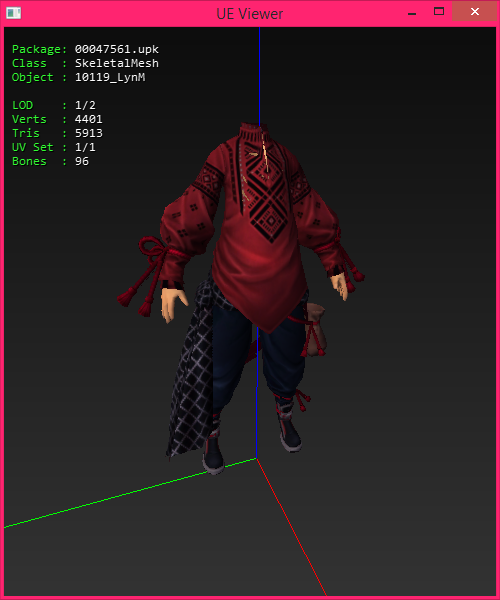 UE Viewer
Package: 00047561.upk
Class  : SkeletalMesh
Object : 10119_LynM
LOD    : 1/2
Verts  : 4401
Tris   : 5913
UV Set : 1/1
Bones  : 96